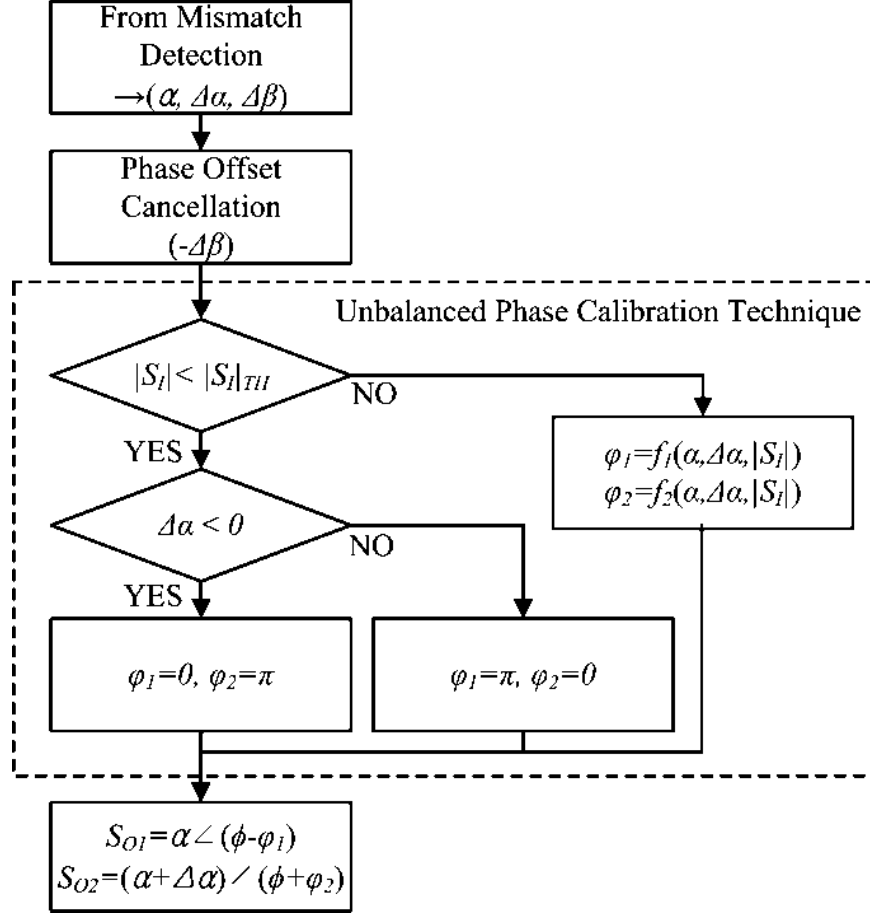 From Mismatch
Detection
→(α, Δα, Δβ)
Phase Offset
Cancellation
(-Δβ)
Unbalanced Phase Calibration Technique
|S_I| < |S_I|_TH
NO
YES
φ_1=f_1(α,Δα,|S_I|)
φ_2=f_2(α,Δα,|S_I|)
Δα < 0
NO
YES
φ_1=0, φ_2=π
φ_1=π, φ_2=0
S_O1=α∠(ϕ-φ_1)
S_O2=(α+Δα)∕(ϕ+φ_2)